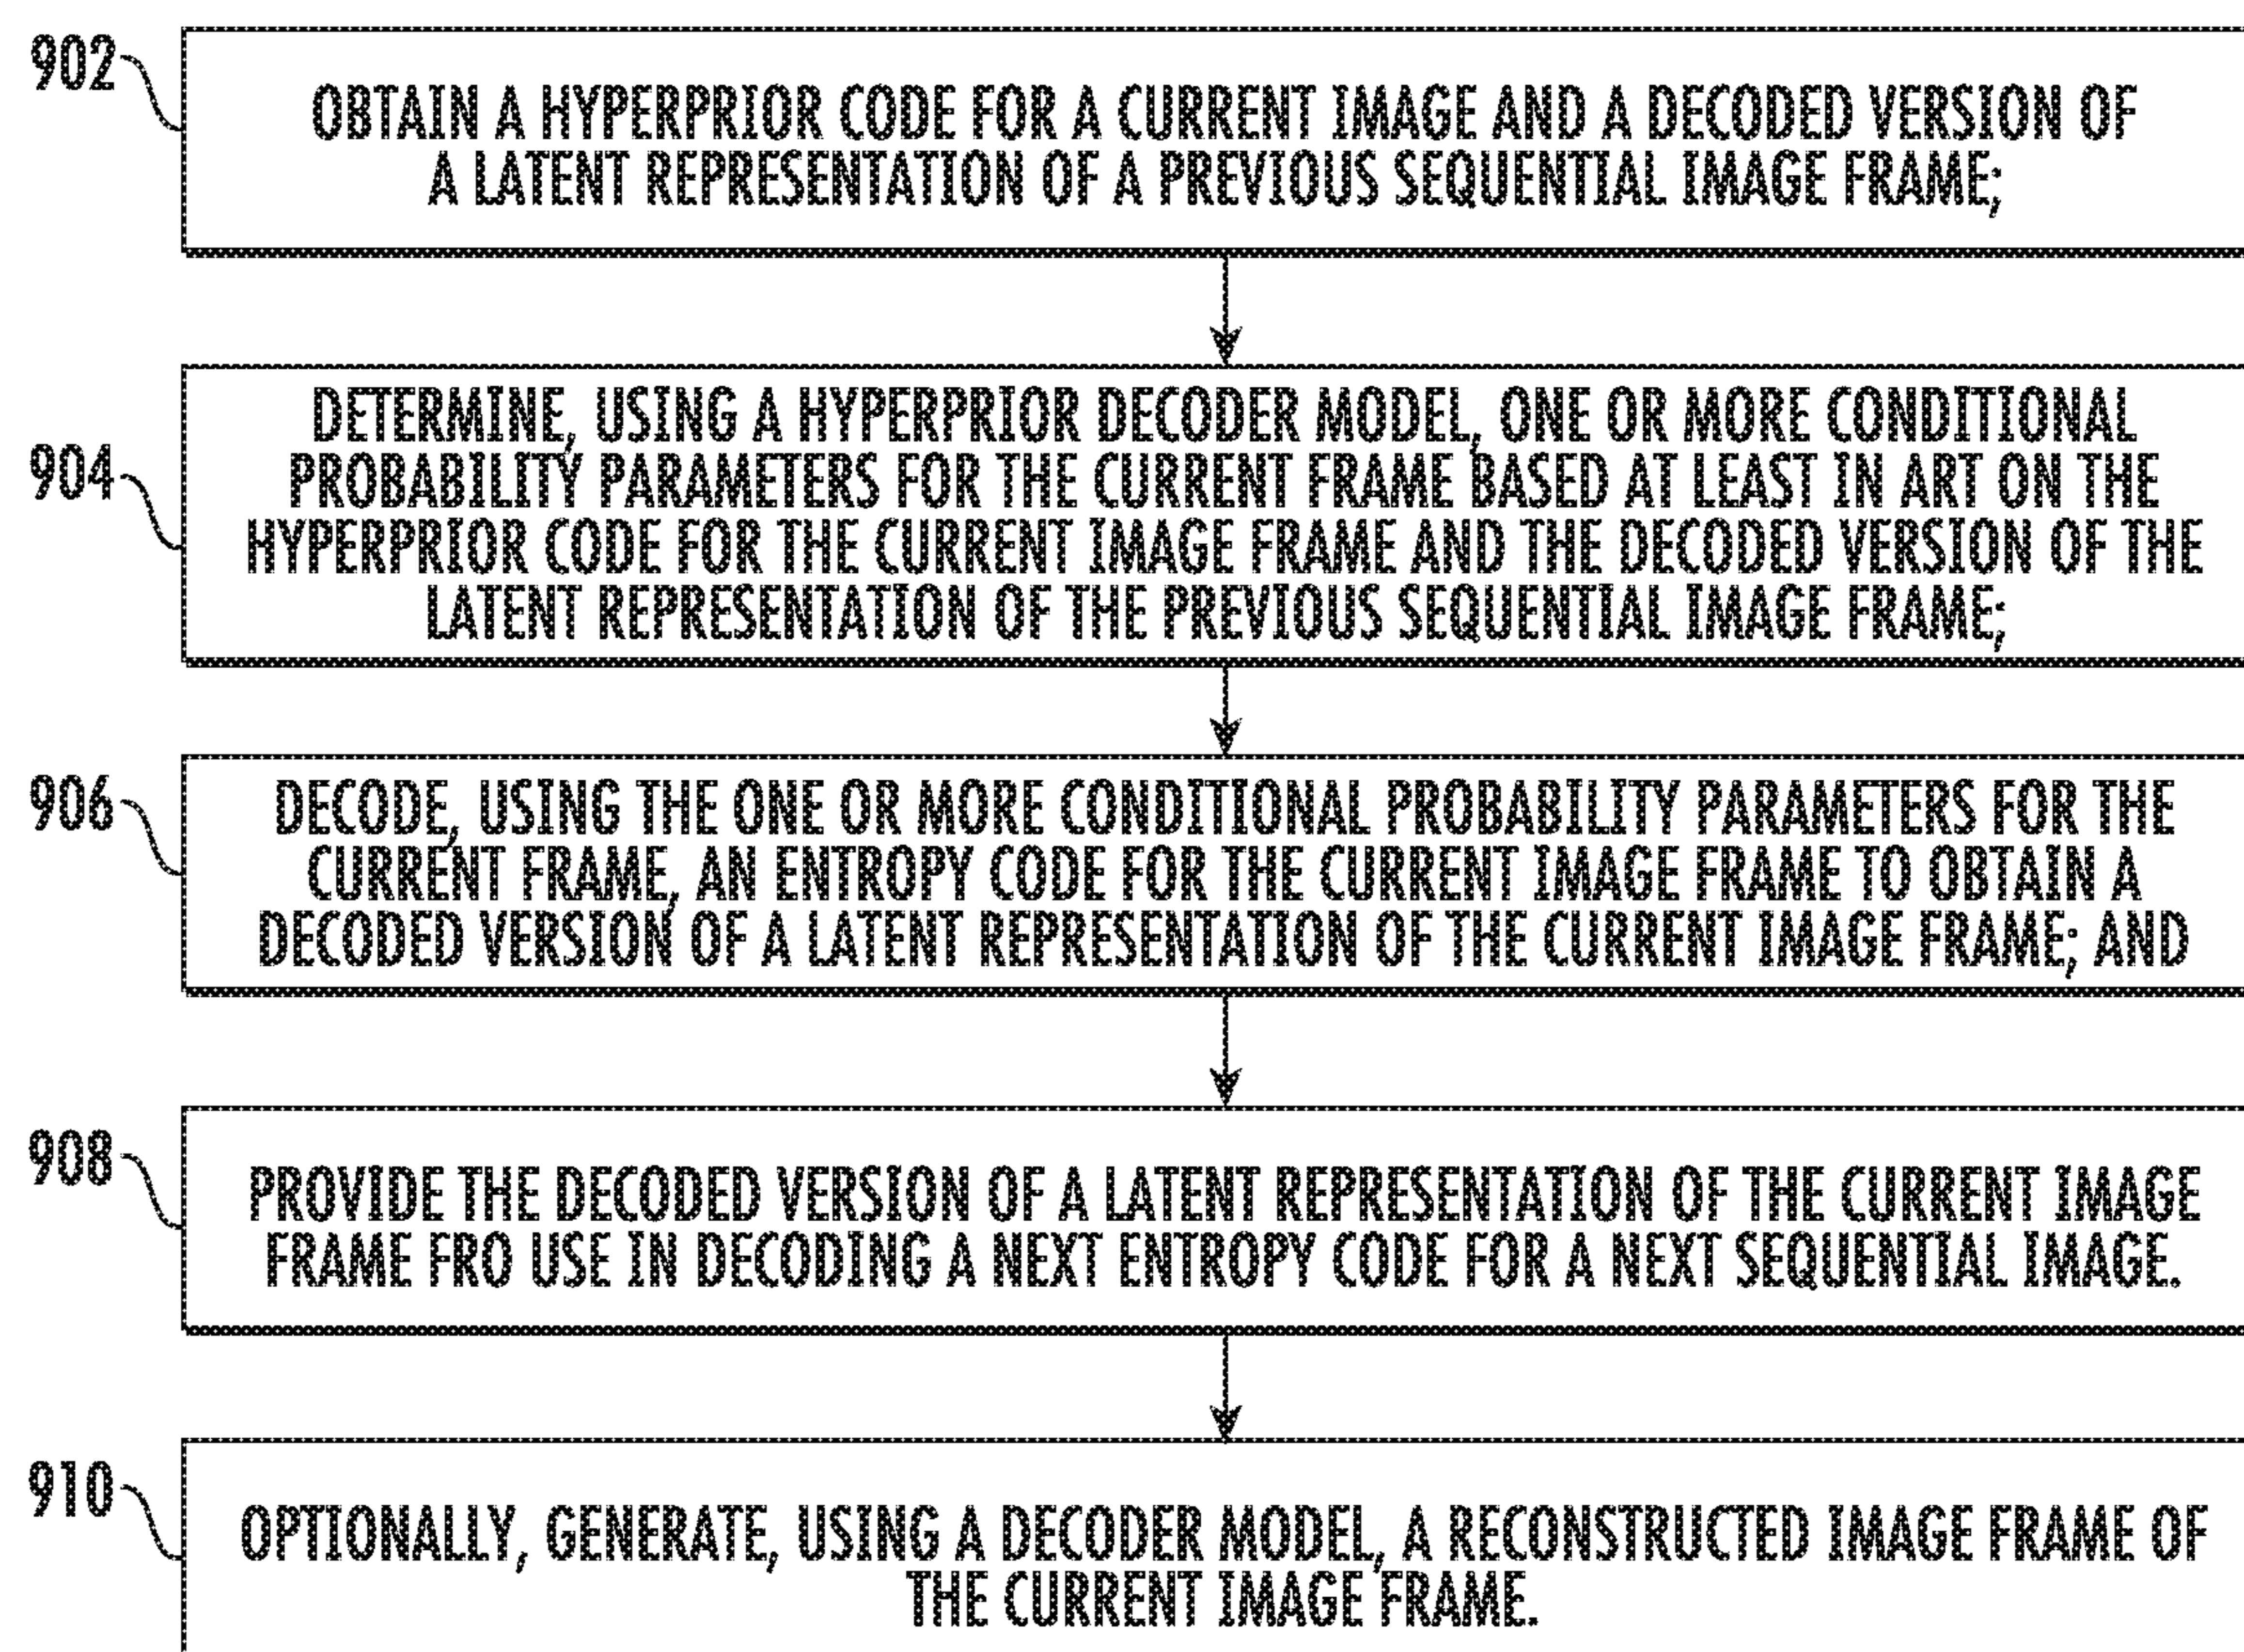 902
OBTAIN A HYPERPRIOR CODE FOR A CURRENT IMAGE AND A DECODED VERSION OF
A LATENT REPRESENTATION OF A PREVIOUS SEQUENTIAL IMAGE FRAME;
904
DETERMINE, USING A HYPERPRIOR DECODER MODEL, ONE OR MORE CONDITIONAL
PROBABILITY PARAMETERS FOR THE CURRENT FRAME BASED AT LEAST IN ART ON THE
HYPERPRIOR CODE FOR THE CURRENT IMAGE FRAME AND THE DECODED VERSION OF THE
LATENT REPRESENTATION OF THE PREVIOUS SEQUENTIAL IMAGE FRAME;
906
DECODE, USING THE ONE OR MORE CONDITIONAL PROBABILITY PARAMETERS FOR THE
CURRENT FRAME, AN ENTROPY CODE FOR THE CURRENT IMAGE FRAME TO OBTAIN A
DECODED VERSION OF A LATENT REPRESENTATION OF THE CURRENT IMAGE FRAME; AND
908
PROVIDE THE DECODED VERSION OF A LATENT REPRESENTATION OF THE CURRENT IMAGE
FRAME FRO USE IN DECODING A NEXT ENTROPY CODE FOR A NEXT SEQUENTIAL IMAGE.
910
OPTIONALLY, GENERATE, USING A DECODER MODEL, A RECONSTRUCTED IMAGE FRAME OF
THE CURRENT IMAGE FRAME.